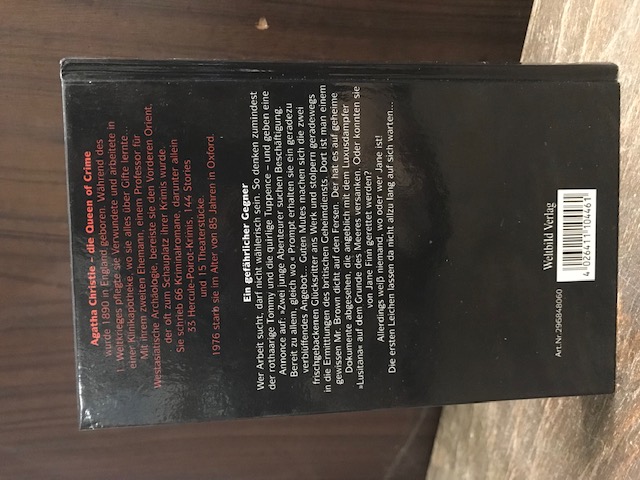 Agatha Christie – die Queen of Crime
wurde 1890 in England geboren. Während des
1. Weltkrieges pflegte sie Verwundete und arbeitete in
einer Klinikapotheke, wo sie alles über Gifte lernte...
Mit ihrem zweiten Ehemann, einem Professor für
Westasiatische Archäologie, bereiste sie den Vorderen Orient,
der oft zum Schauplatz ihrer Krimis wurde.
Sie schrieb 66 Kriminalromane, darunter allein
33 Hercule-Poirot-Krimis, 144 Stories
und 15 Theaterstücke.
1976 starb sie im Alter von 85 Jahren in Oxford.
Ein gefährlicher Gegner
Wer Arbeit sucht, darf nicht wählerisch sein. So denken zumindest
der rothaarige Tommy und die quirlige Tuppence – und geben eine
Annonce auf: »Zwei junge Abenteurer suchen Beschäftigung.
Bereit zu allem, gleich wo.« Prompt erhalten sie ein geradezu
verblüffendes Angebot... Guten Mutes machen sich die zwei
frischgebackenen Glücksritter ans Werk und stolpern geradewegs
in die Ermittlungen des britischen Geheimdiensts. Dort ist man einem
gewissen Mr. Brown dicht auf den Fersen. Der hat es auf geheime
Dokumente abgesehen, die angeblich mit dem Luxusdampfer
»Lusitana« auf dem Grunde des Meeres versanken. Oder konnten sie
von Jane Finn gerettet werden?
Allerdings weiß niemand, wo oder wer Jane ist!
Die ersten Leichen lassen da nicht allzu lang auf sich warten...
Weltbild Verlag
4 026411 104461
Art.Nr.296848060